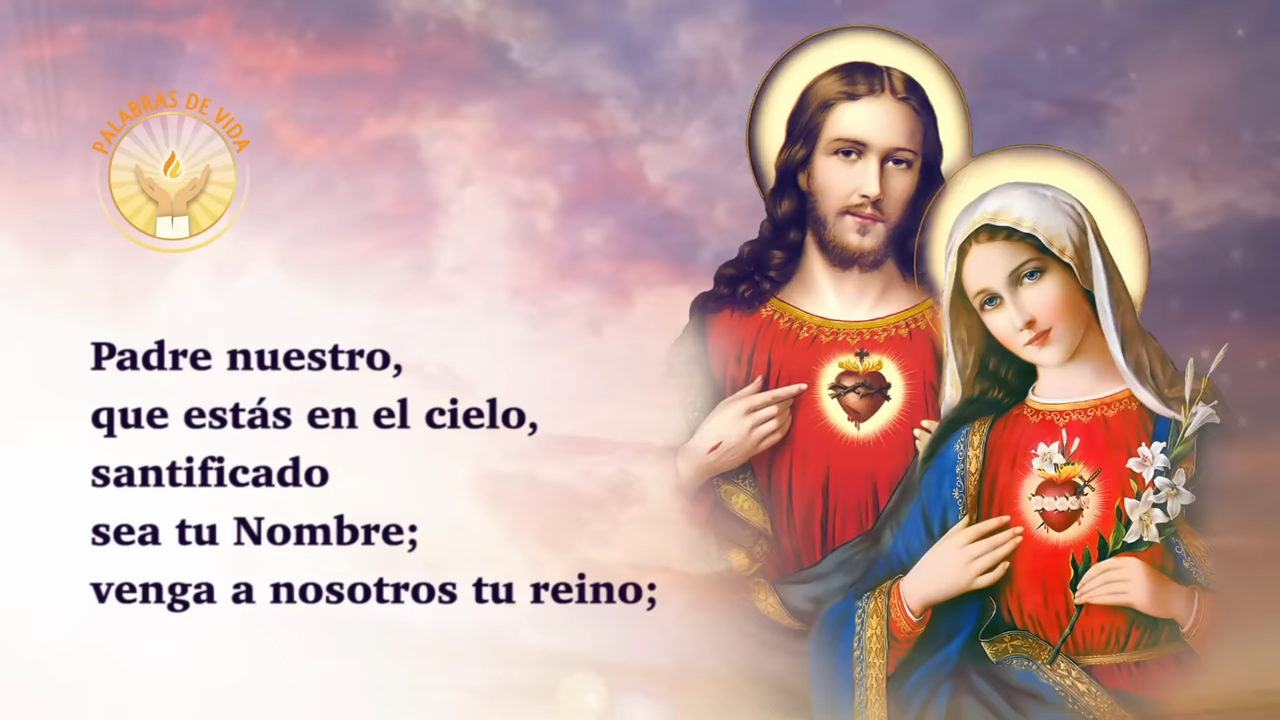 PALABRAS DE VIDA
Padre nuestro,
que estás en el cielo,
santificado
sea tu Nombre;
venga a nosotros tu reino;